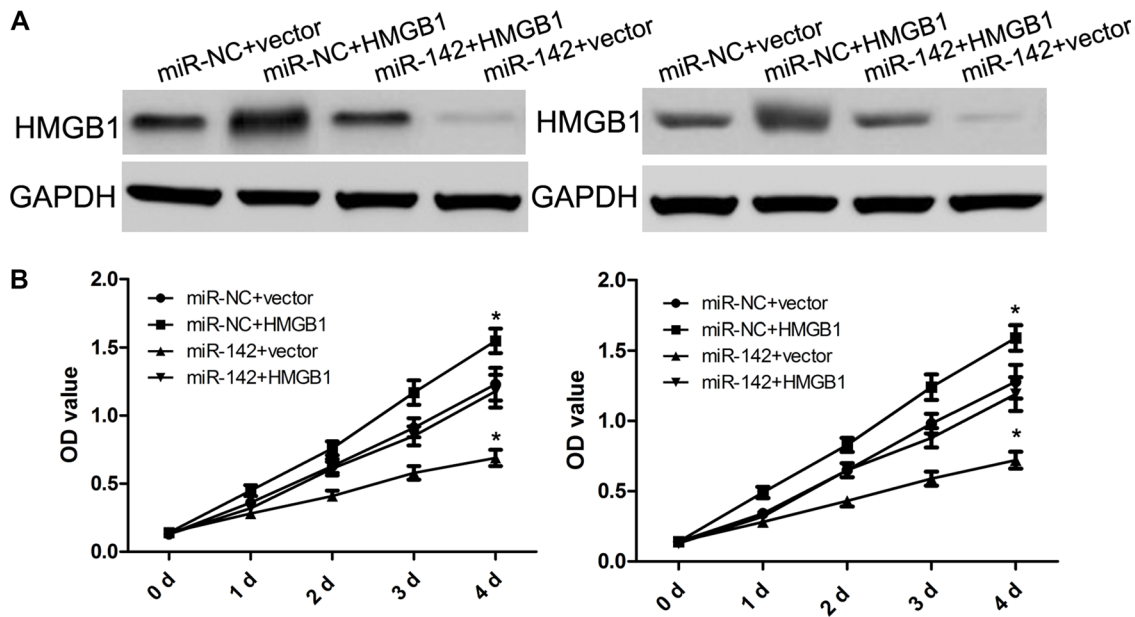 A
miR-NC+vector miR-NC+HMGB1 miR-142+HMGB1 miR-142+vector
miR-NC+vector miR-NC+HMGB1 miR-142+HMGB1 miR-142+vector
HMGB1
HMGB1
GAPDH
GAPDH
B
OD value
2.0
1.5
1.0
0.5
0.0
miR-NC+vector
miR-NC+HMGB1
miR-142+vector
miR-142+HMGB1
*
*
0 d 1 d 2 d 3 d 4 d
OD value
2.0
1.5
1.0
0.5
0.0
miR-NC+vector
miR-NC+HMGB1
miR-142+vector
miR-142+HMGB1
*
*
0 d 1 d 2 d 3 d 4 d